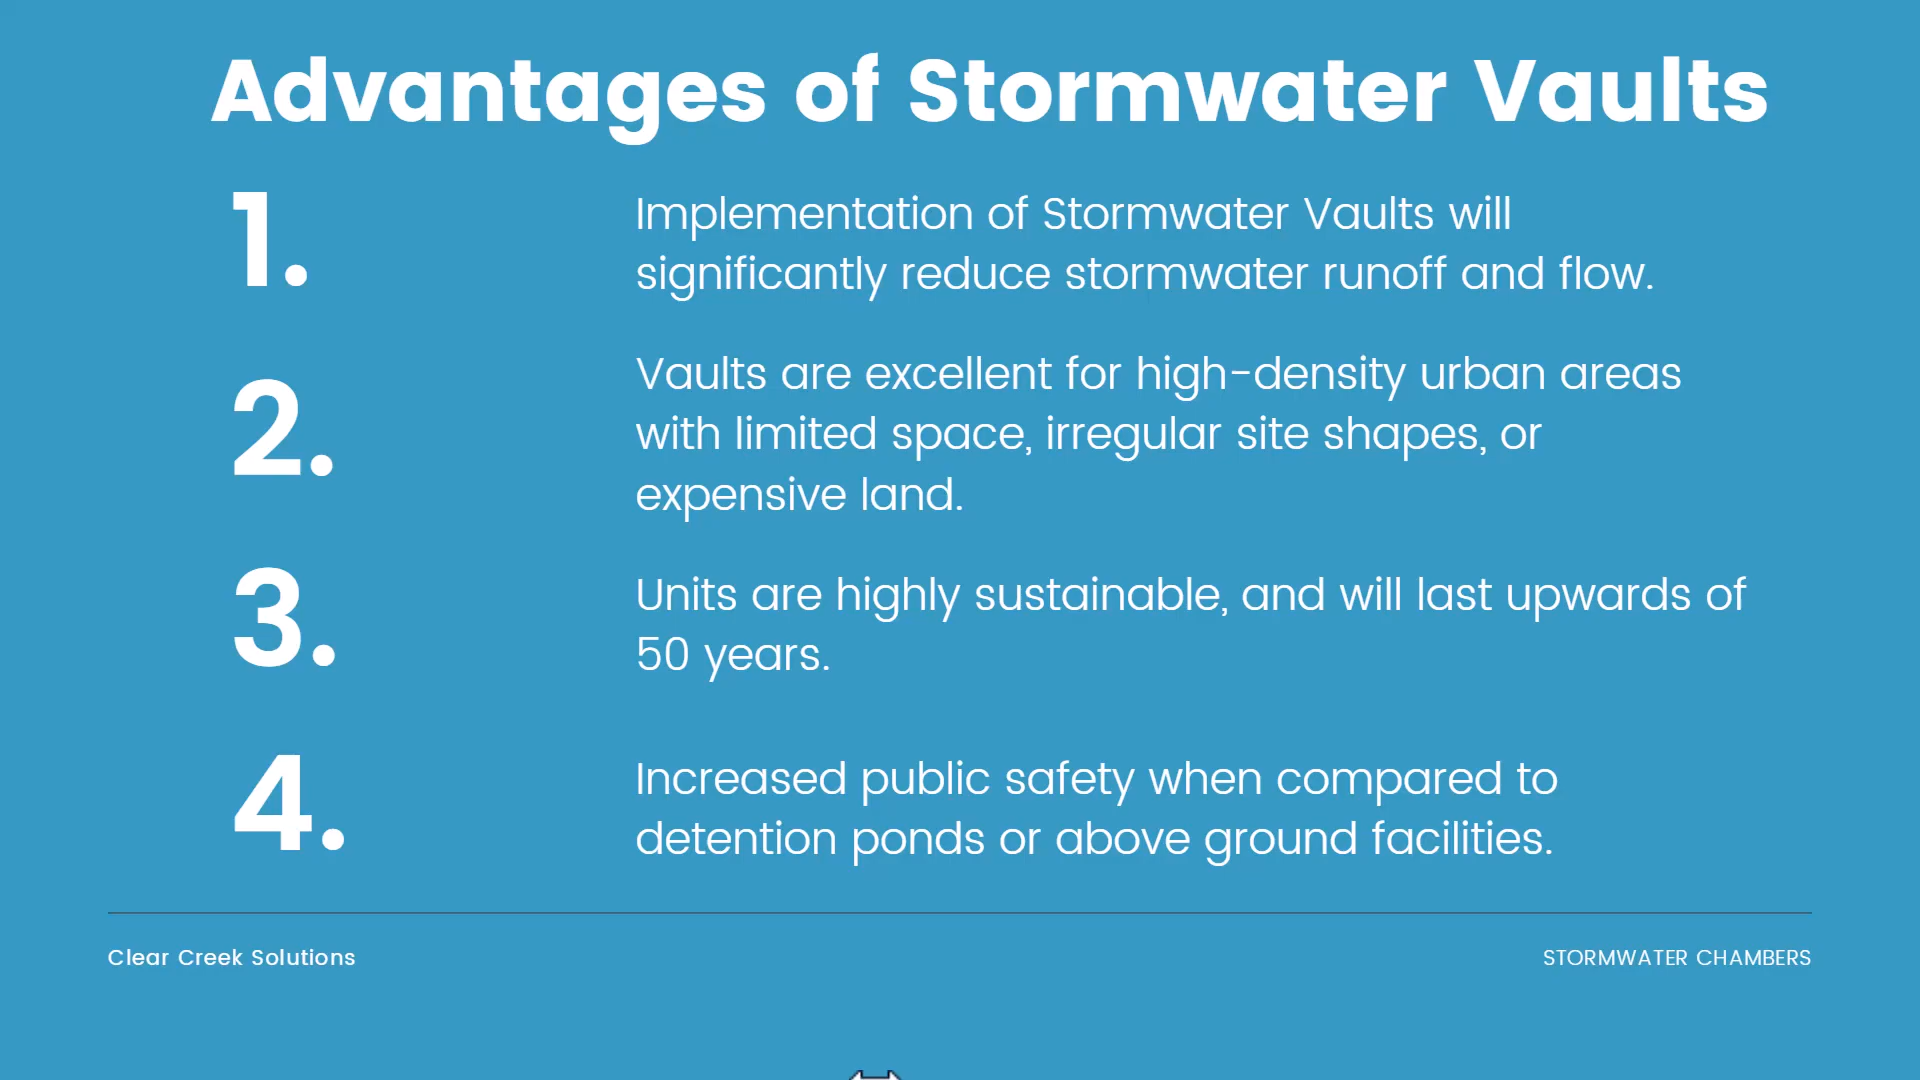 Advantages of Stormwater Vaults
1.
Implementation of Stormwater Vaults will
significantly reduce stormwater runoff and flow.
2.
Vaults are excellent for high-density urban areas
with limited space, irregular site shapes, or
expensive land.
3.
Units are highly sustainable, and will last upwards of
50 years.
4.
Increased public safety when compared to
detention ponds or above ground facilities.
Clear Creek Solutions
STORMWATER CHAMBERS